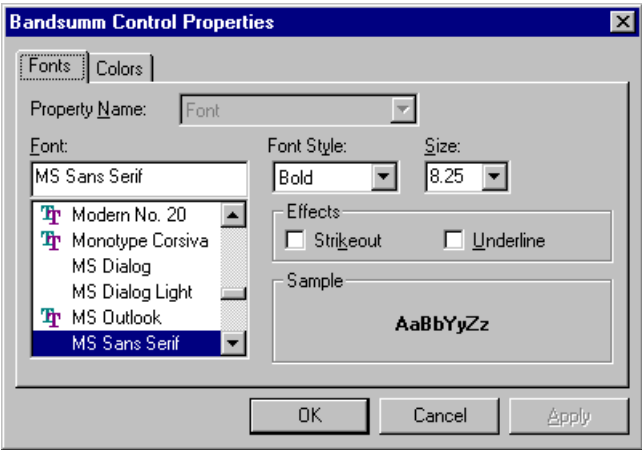 Bandsumm Control Properties
Fonts Colors
Property Name: Font
Font: Font Style: Size:
MS Sans Serif Bold 8.25
Modern No. 20
Monotype Corsiva
MS Dialog
MS Dialog Light
MS Outlook
MS Sans Serif
Effects
Strikeout Underline
Sample
AaBbYyZz
OK Cancel Apply